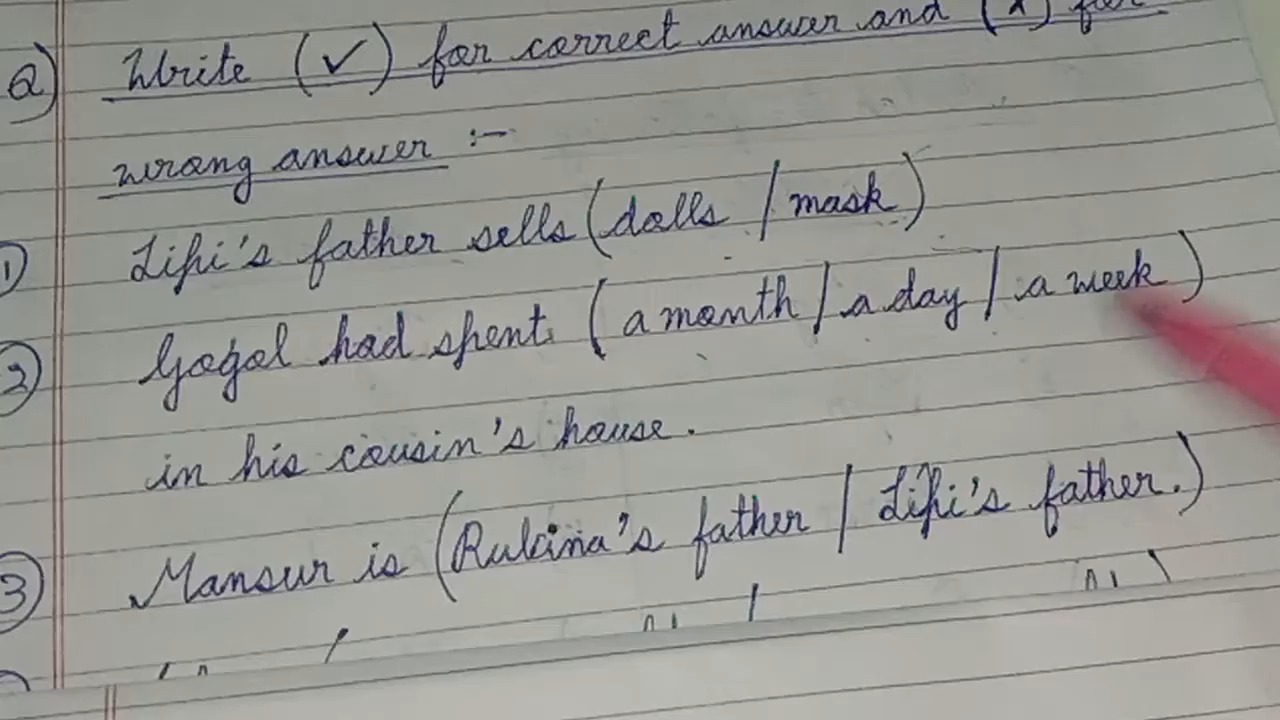 Q) Write (✓) for correct answer and (x) for
wrong answer :-
1) Lipi's father sells (dolls / mask)
2) Gogol had spent (a month / a day / a week)
in his cousin's house.
3) Mansur is (Rukina's father / Lipi's father.)